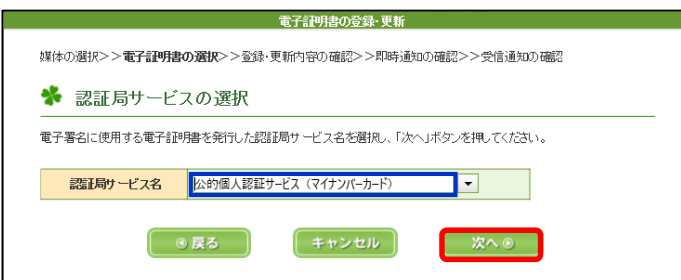 電子証明書の登録・更新
媒体の選択>>電子証明書の選択>>登録・更新内容の確認>>即時通知の確認>>受信通知の確認
認証局サービスの選択
電子署名に使用する電子証明書を発行した認証局サービス名を選択し、「次へ」ボタンを押してください。
認証局サービス名 公的個人認証サービス（マイナンバーカード）
戻る キャンセル 次へ